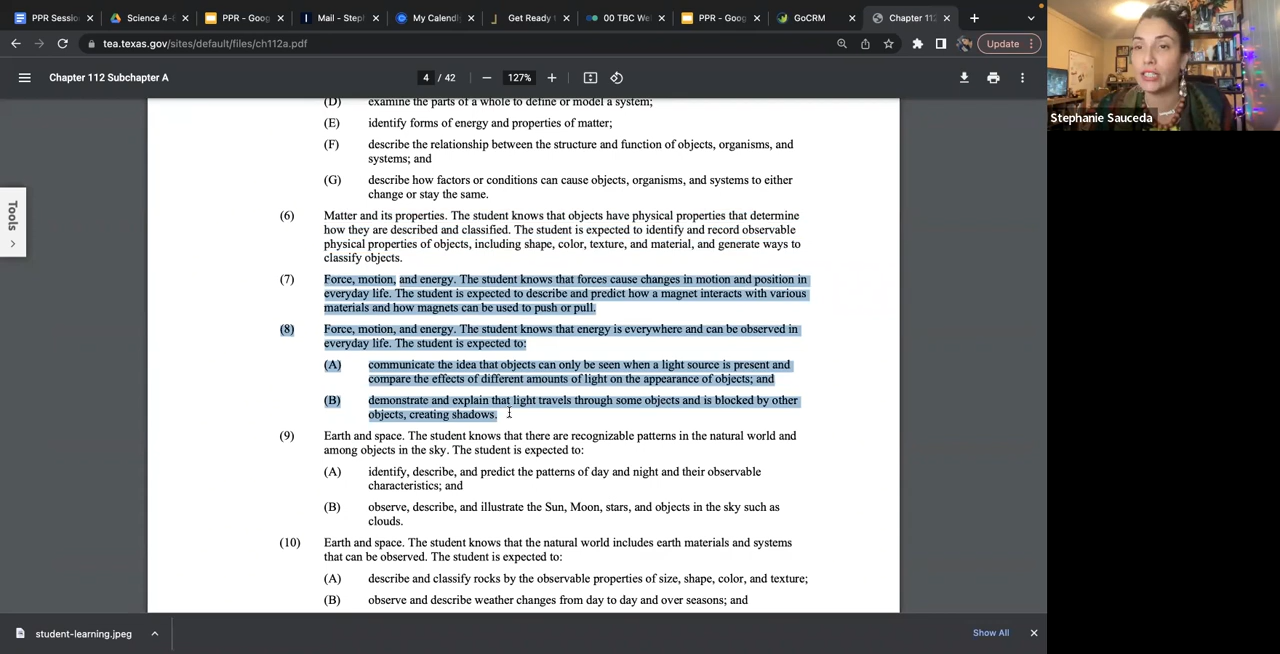 PPR Sessio
Science 4-8
PPR - Goog
Mail - Steph
My Calendl
Get Ready t
00 TBC We
PPR - Goog
GoCRM
Chapter 112
tea.texas.gov/sites/default/files/ch112a.pdf
Update
Chapter 112 Subchapter A
4 / 42
127%
Stephanie Sauceda
Tools
(D) examine the parts of a whole to define or model a system;
(E) identify forms of energy and properties of matter;
(F) describe the relationship between the structure and function of objects, organisms, and
systems; and
(G) describe how factors or conditions can cause objects, organisms, and systems to either
change or stay the same.
(6) Matter and its properties. The student knows that objects have physical properties that determine
how they are described and classified. The student is expected to identify and record observable
physical properties of objects, including shape, color, texture, and material, and generate ways to
classify objects.
(7) Force, motion, and energy. The student knows that forces cause changes in motion and position in
everyday life. The student is expected to describe and predict how a magnet interacts with various
materials and how magnets can be used to push or pull.
(8) Force, motion, and energy. The student knows that energy is everywhere and can be observed in
everyday life. The student is expected to:
(A) communicate the idea that objects can only be seen when a light source is present and
compare the effects of different amounts of light on the appearance of objects; and
(B) demonstrate and explain that light travels through some objects and is blocked by other
objects, creating shadows.
(9) Earth and space. The student knows that there are recognizable patterns in the natural world and
among objects in the sky. The student is expected to:
(A) identify, describe, and predict the patterns of day and night and their observable
characteristics; and
(B) observe, describe, and illustrate the Sun, Moon, stars, and objects in the sky such as
clouds.
(10) Earth and space. The student knows that the natural world includes earth materials and systems
that can be observed. The student is expected to:
(A) describe and classify rocks by the observable properties of size, shape, color, and texture;
(B) observe and describe weather changes from day to day and over seasons; and
student-learning.jpeg
Show All